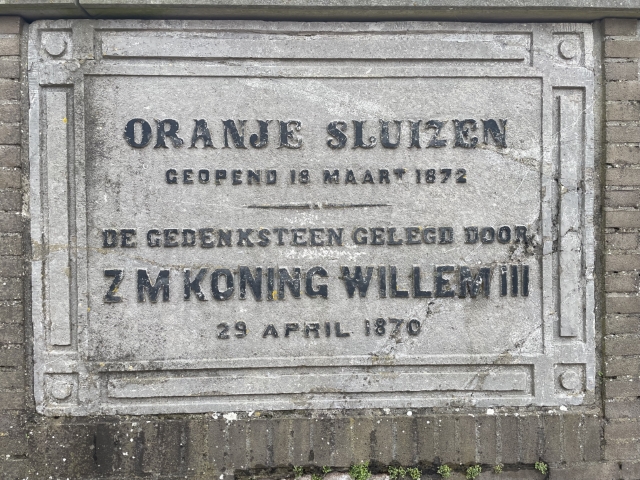 ORANJE SLUIZEN
GEOPEND 18 MAART 1872
DE GEDENKSTEEN GELEGD DOOR
Z M KONING WILLEM III
29 APRIL 1870